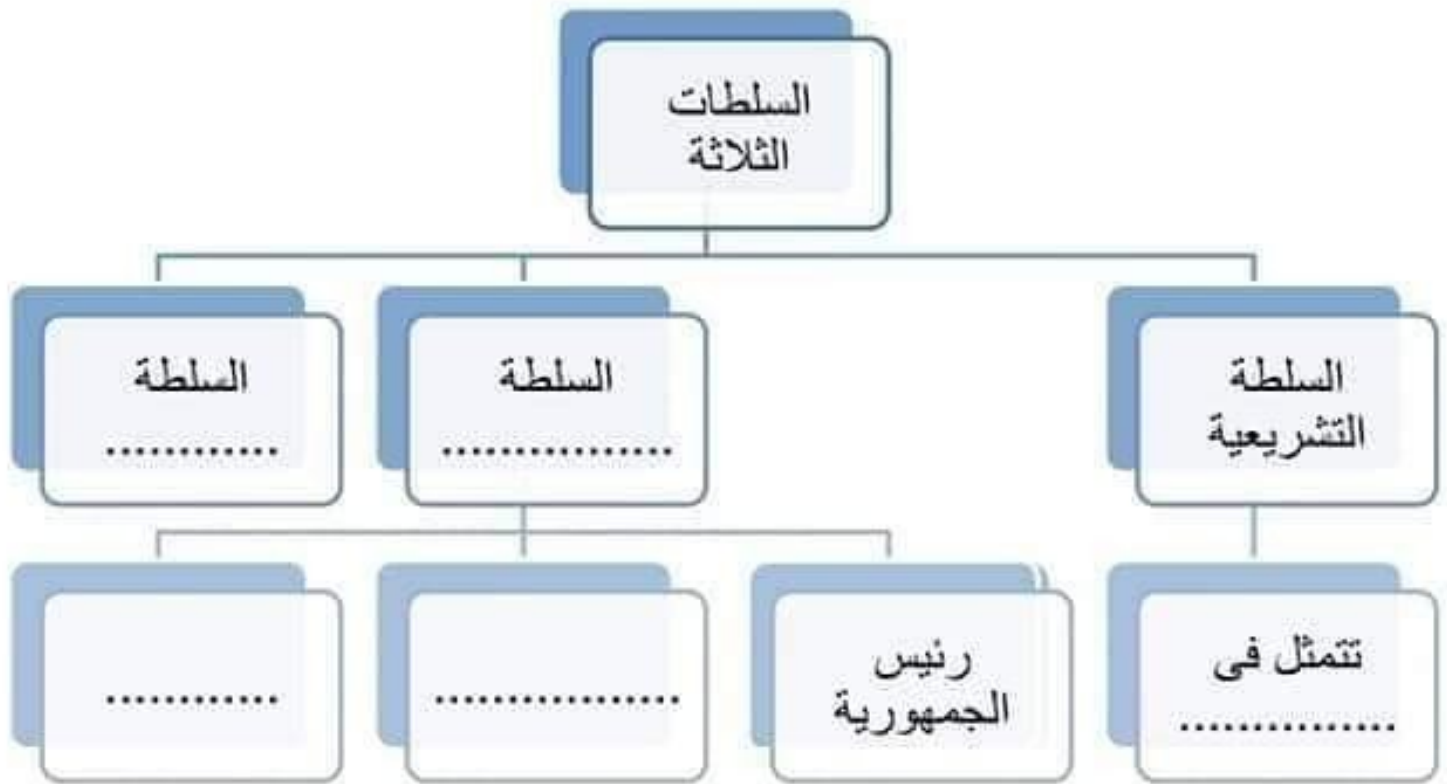 السلطات
الثلاثة
السلطة
التشريعية
السلطة
................
السلطة
............
تتمثل فى
...............
رئيس
الجمهورية
.................
............